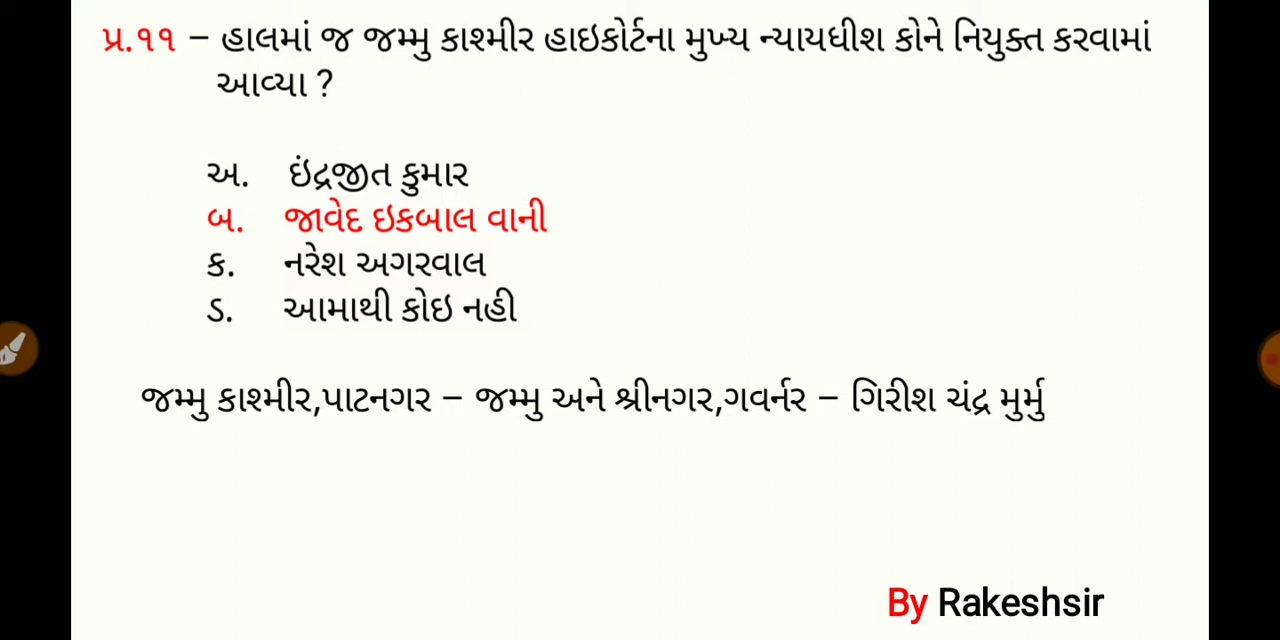 પ્ર.૧૧ – હાલમાં જ જમ્મુ કાશ્મીર હાઇકોર્ટના મુખ્ય ન્યાયધીશ કોને નિયુક્ત કરવામાં
આવ્યા ?
અ. ઇંદ્રજીત કુમાર
બ. જાવેદ ઇકબાલ વાની
ક. નરેશ અગરવાલ
ડ. આમાથી કોઇ નહી
જમ્મુ કાશ્મીર,પાટનગર – જમ્મુ અને શ્રીનગર,ગવર્નર – ગિરીશ ચંદ્ર મુર્મુ
By Rakeshsir